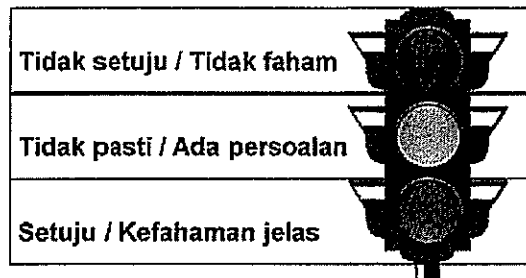 Tidak setuju / Tidak faham
Tidak pasti / Ada persoalan
Setuju / Kefahaman jelas